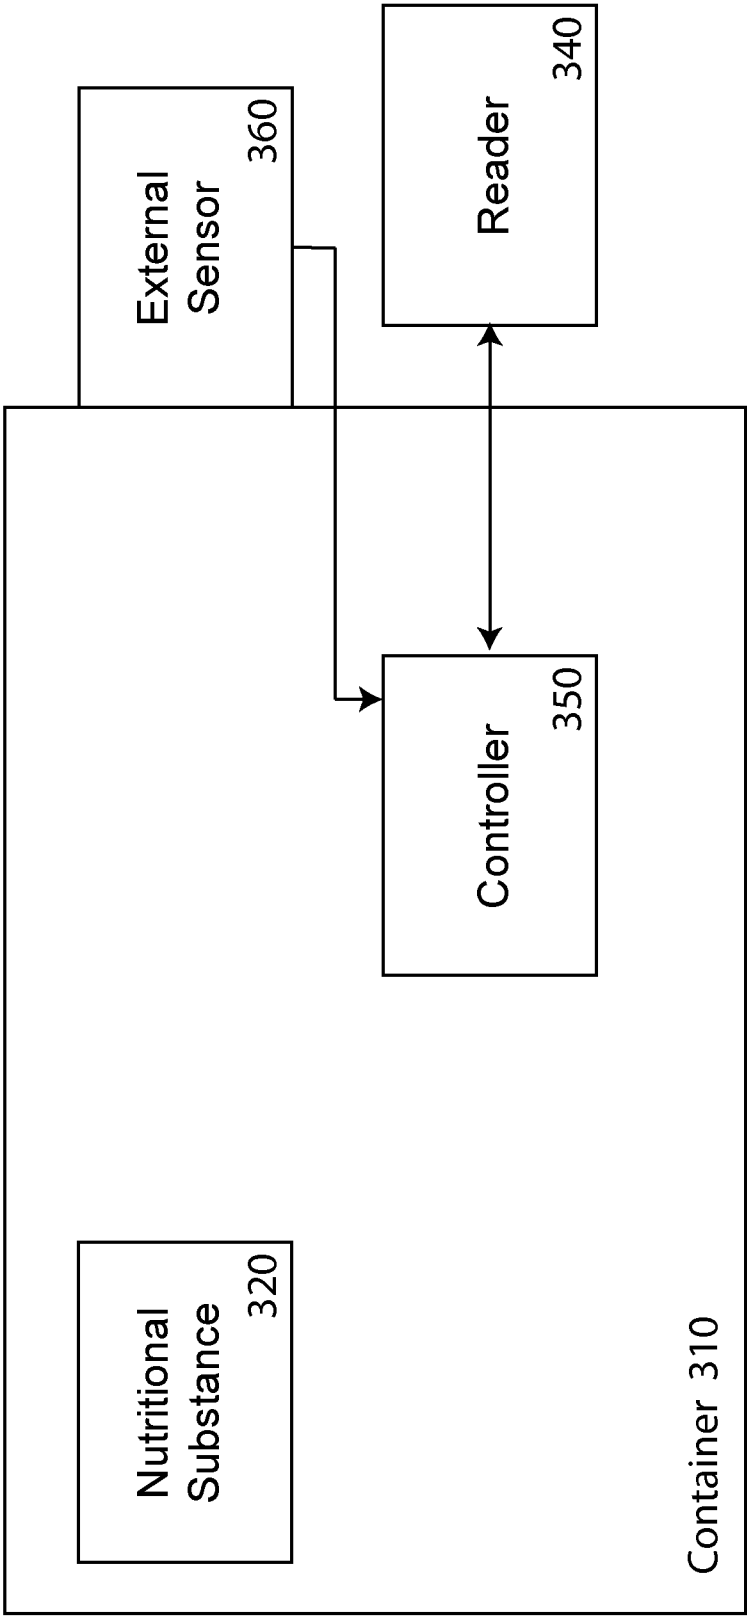 Nutritional
Substance
320
External
Sensor
360
Controller
350
Reader
340
Container 310